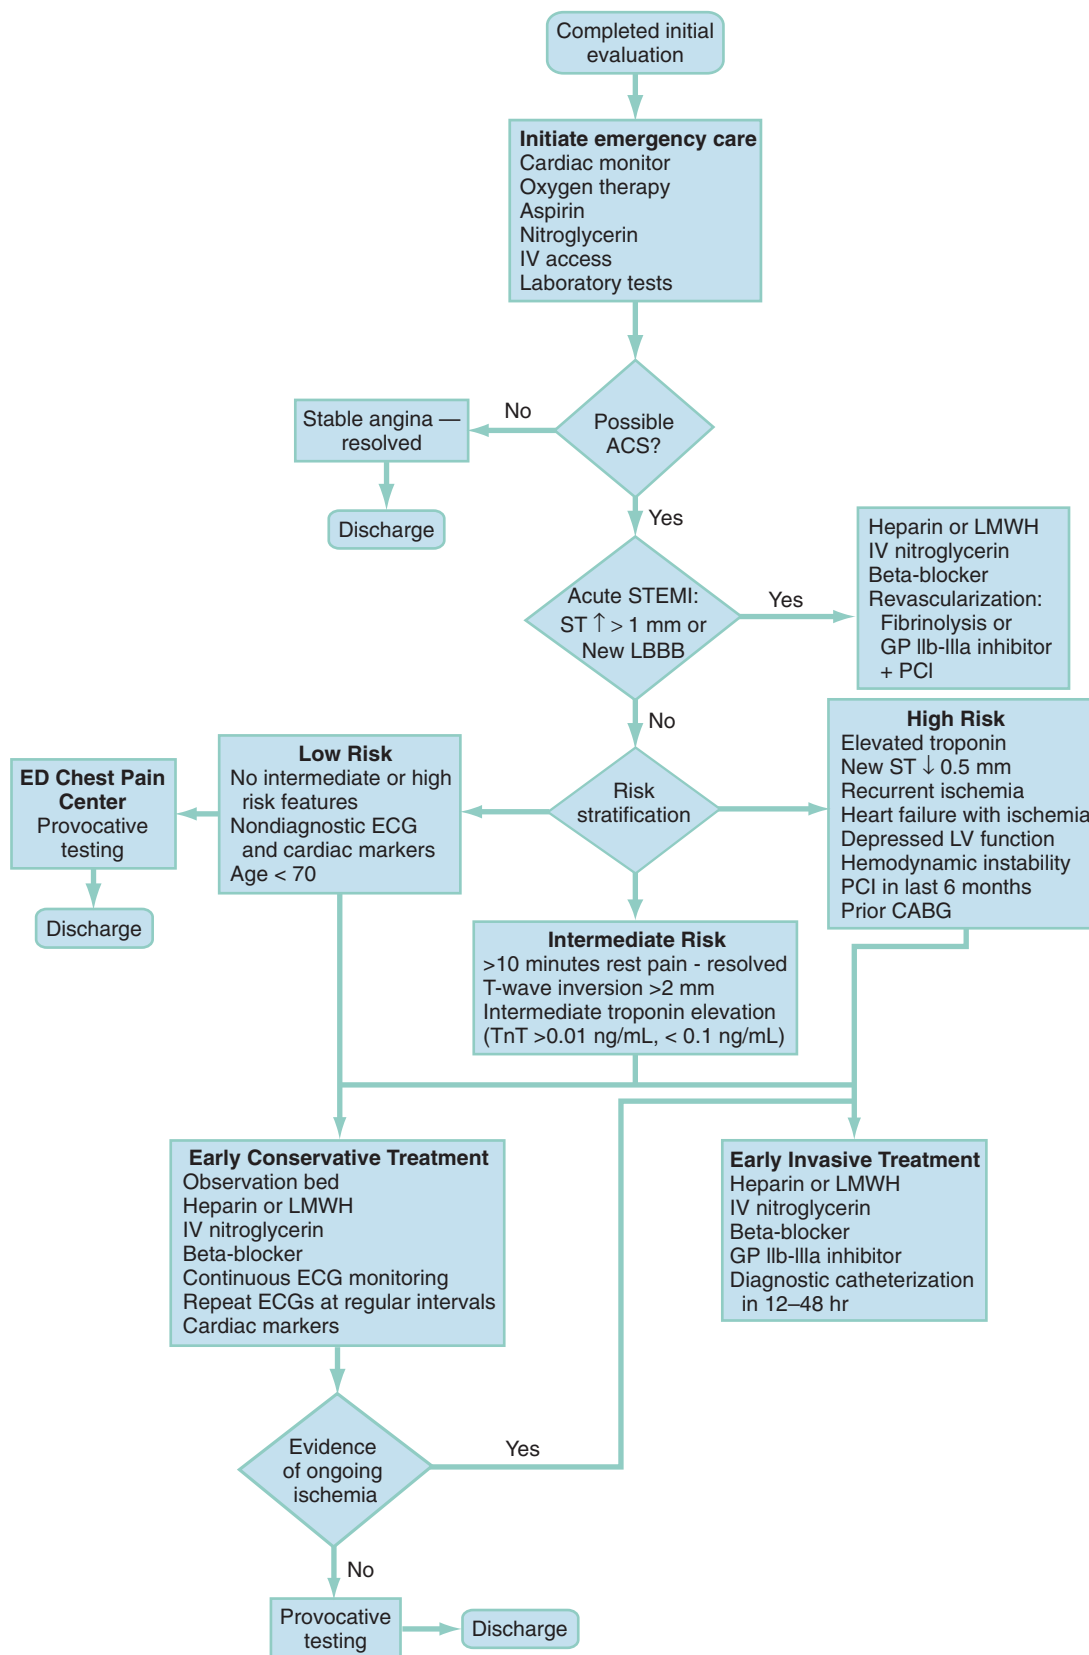 Completed initial
evaluation
Initiate emergency care
Cardiac monitor
Oxygen therapy
Aspirin
Nitroglycerin
IV access
Laboratory tests
Possible
ACS?
No
Stable angina —
resolved
Discharge
Yes
Acute STEMI:
ST ↑ > 1 mm or
New LBBB
Yes
Heparin or LMWH
IV nitroglycerin
Beta-blocker
Revascularization:
Fibrinolysis or
GP IIb-IIIa inhibitor
+ PCI
No
Risk
stratification
Low Risk
No intermediate or high
risk features
Nondiagnostic ECG
and cardiac markers
Age < 70
ED Chest Pain
Center
Provocative
testing
Discharge
High Risk
Elevated troponin
New ST ↓ 0.5 mm
Recurrent ischemia
Heart failure with ischemia
Depressed LV function
Hemodynamic instability
PCI in last 6 months
Prior CABG
Intermediate Risk
>10 minutes rest pain - resolved
T-wave inversion >2 mm
Intermediate troponin elevation
(TnT >0.01 ng/mL, < 0.1 ng/mL)
Early Conservative Treatment
Observation bed
Heparin or LMWH
IV nitroglycerin
Beta-blocker
Continuous ECG monitoring
Repeat ECGs at regular intervals
Cardiac markers
Early Invasive Treatment
Heparin or LMWH
IV nitroglycerin
Beta-blocker
GP IIb-IIIa inhibitor
Diagnostic catheterization
in 12–48 hr
Evidence
of ongoing
ischemia
Yes
No
Provocative
testing
Discharge